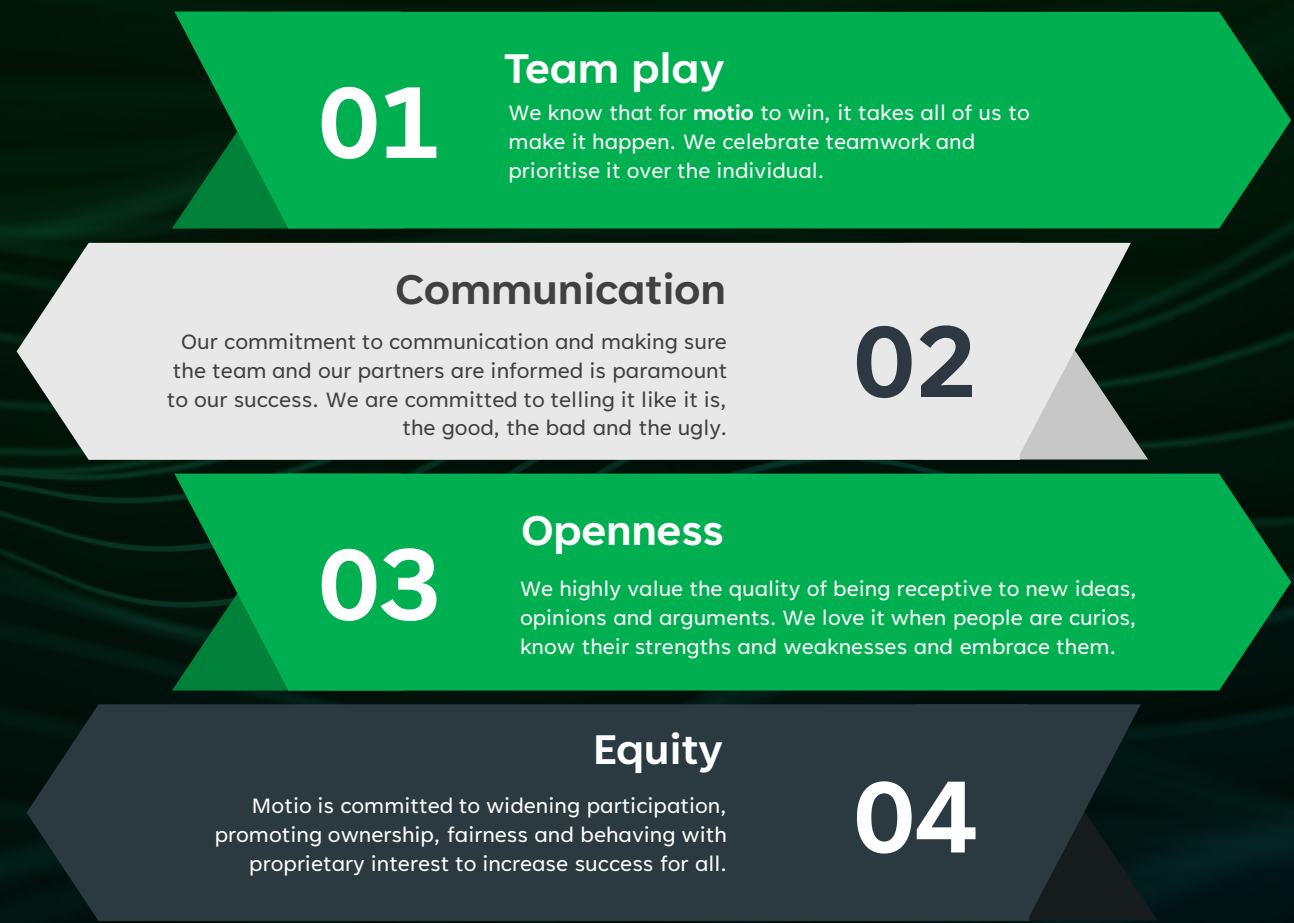 01
Team play
We know that for motio to win, it takes all of us to
make it happen. We celebrate teamwork and
prioritise it over the individual.
Communication
Our commitment to communication and making sure
the team and our partners are informed is paramount
to our success. We are committed to telling it like it is,
the good, the bad and the ugly.
02
03
Openness
We highly value the quality of being receptive to new ideas,
opinions and arguments. We love it when people are curios,
know their strengths and weaknesses and embrace them.
Equity
Motio is committed to widening participation,
promoting ownership, fairness and behaving with
proprietary interest to increase success for all.
04